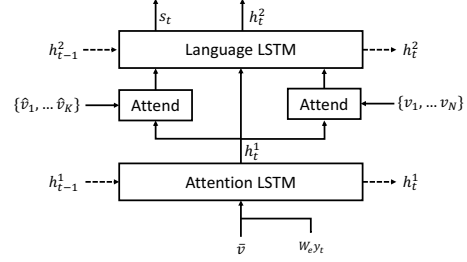 s_t h_t^2
h_{t-1}^2 Language LSTM h_t^2
{v̂_1, … v̂_K} Attend Attend {v_1, … v_N}
h_t^1
h_{t-1}^1 Attention LSTM h_t^1
v̄ W_e y_t